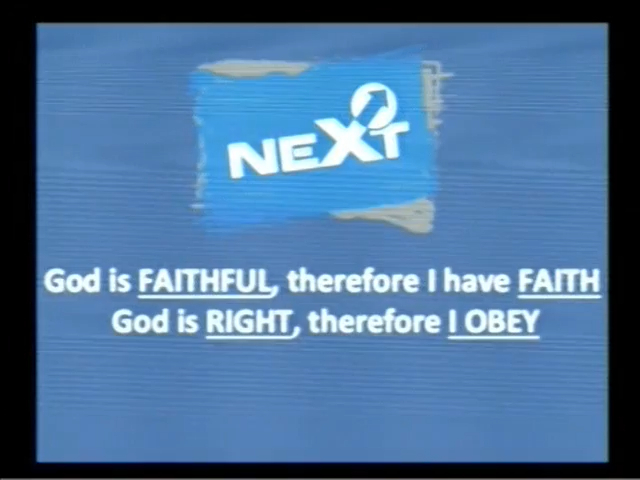 NEXT
God is FAITHFUL, therefore I have FAITH
God is RIGHT, therefore I OBEY